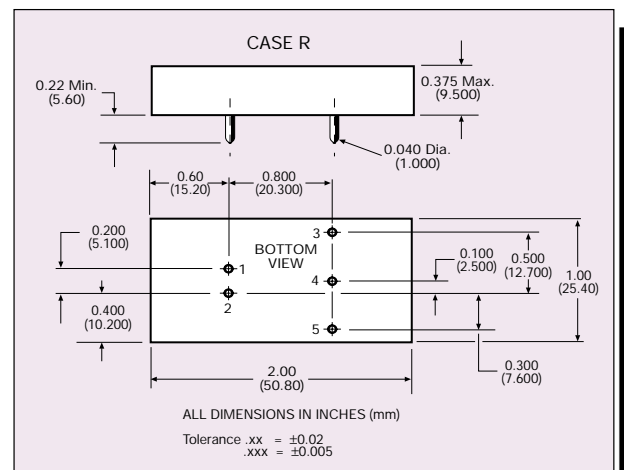 CASE R
0.22 Min.
(5.60)
0.375 Max.
(9.500)
0.040 Dia.
(1.000)
0.60
(15.20)
0.800
(20.300)
0.200
(5.100)
0.400
(10.200)
BOTTOM
VIEW
1
2
3
4
5
0.100
(2.500)
0.500
(12.700)
1.00
(25.40)
0.300
(7.600)
2.00
(50.80)
ALL DIMENSIONS IN INCHES (mm)
Tolerance .xx = ±0.02
.xxx = ±0.005